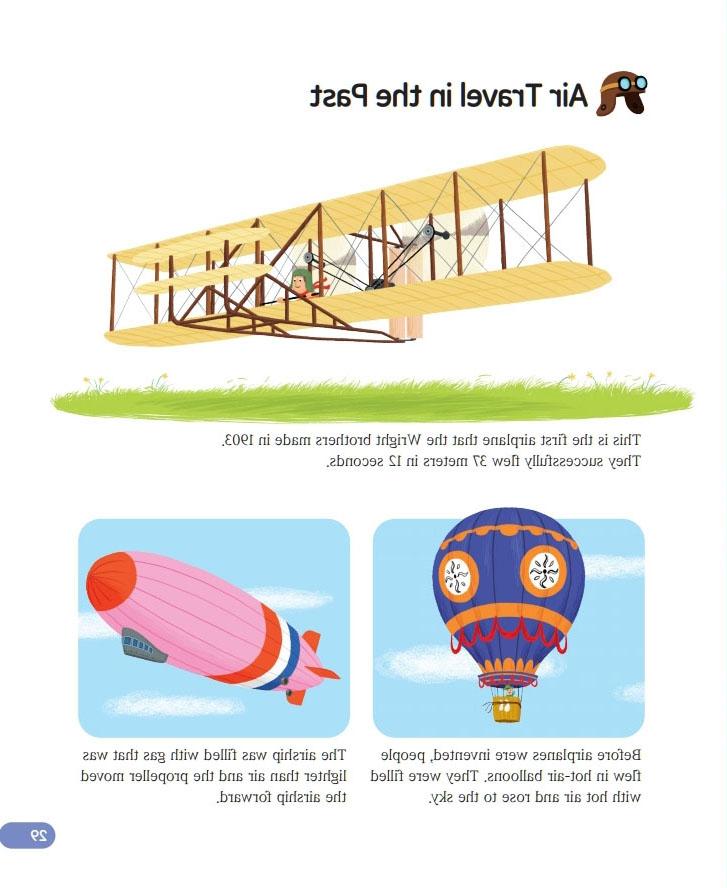 Air Travel in the Past
This is the first airplane that the Wright brothers made in 1903.
They successfully flew 37 meters in 12 seconds.
Before airplanes were invented, people
flew in hot-air balloons. They were filled
with hot air and rose to the sky.
The airship was filled with gas that was
lighter than air and the propeller moved
the airship forward.
29